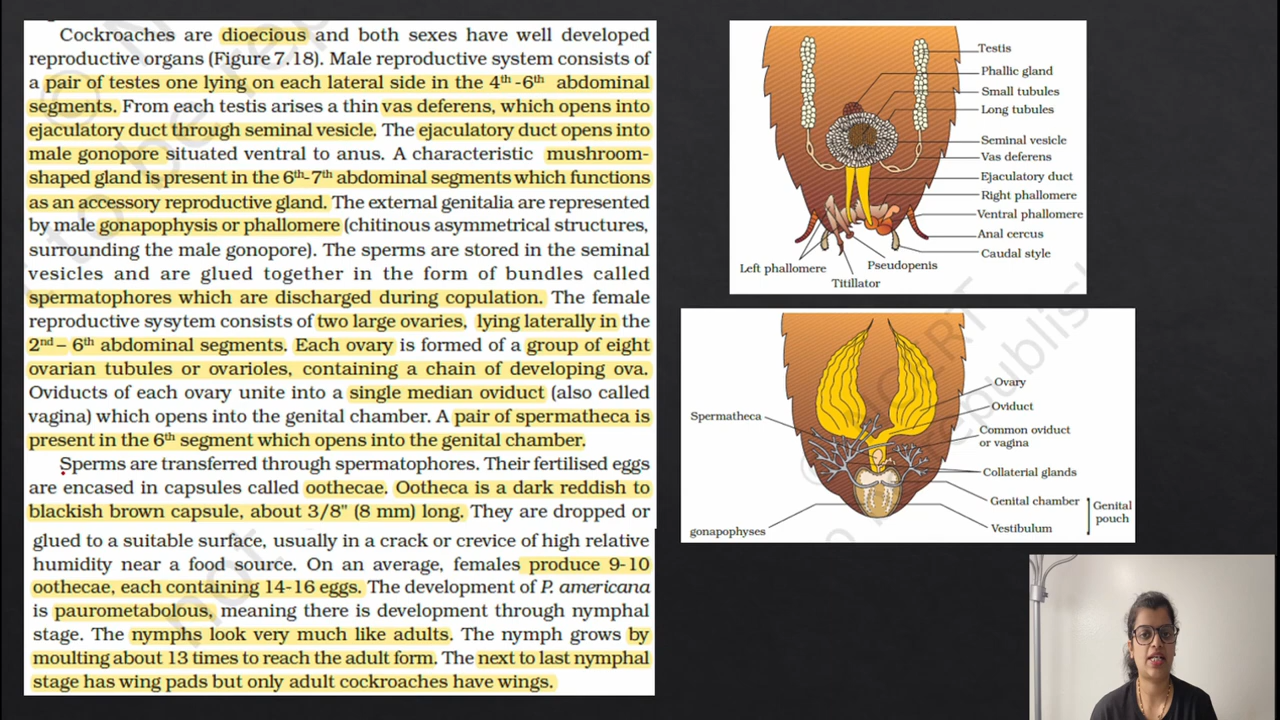 Cockroaches are dioecious and both sexes have well developed
reproductive organs (Figure 7.18). Male reproductive system consists of
a pair of testes one lying on each lateral side in the 4th -6th abdominal
segments. From each testis arises a thin vas deferens, which opens into
ejaculatory duct through seminal vesicle. The ejaculatory duct opens into
male gonopore situated ventral to anus. A characteristic mushroom-
shaped gland is present in the 6th-7th abdominal segments which functions
as an accessory reproductive gland. The external genitalia are represented
by male gonapophysis or phallomere (chitinous asymmetrical structures,
surrounding the male gonopore). The sperms are stored in the seminal
vesicles and are glued together in the form of bundles called
spermatophores which are discharged during copulation. The female
reproductive sysytem consists of two large ovaries, lying laterally in the
2nd – 6th abdominal segments. Each ovary is formed of a group of eight
ovarian tubules or ovarioles, containing a chain of developing ova.
Oviducts of each ovary unite into a single median oviduct (also called
vagina) which opens into the genital chamber. A pair of spermatheca is
present in the 6th segment which opens into the genital chamber.
Sperms are transferred through spermatophores. Their fertilised eggs
are encased in capsules called oothecae. Ootheca is a dark reddish to
blackish brown capsule, about 3/8" (8 mm) long. They are dropped or
glued to a suitable surface, usually in a crack or crevice of high relative
humidity near a food source. On an average, females produce 9-10
oothecae, each containing 14-16 eggs. The development of P. americana
is paurometabolous, meaning there is development through nymphal
stage. The nymphs look very much like adults. The nymph grows by
moulting about 13 times to reach the adult form. The next to last nymphal
stage has wing pads but only adult cockroaches have wings.
Testis
Phallic gland
Small tubules
Long tubules
Seminal vesicle
Vas deferens
Ejaculatory duct
Right phallomere
Ventral phallomere
Anal cercus
Caudal style
Left phallomere
Pseudopenis
Titillator
Ovary
Spermatheca
Oviduct
Common oviduct
or vagina
Collaterial glands
Genital chamber
Genital
pouch
Vestibulum
gonapophyses